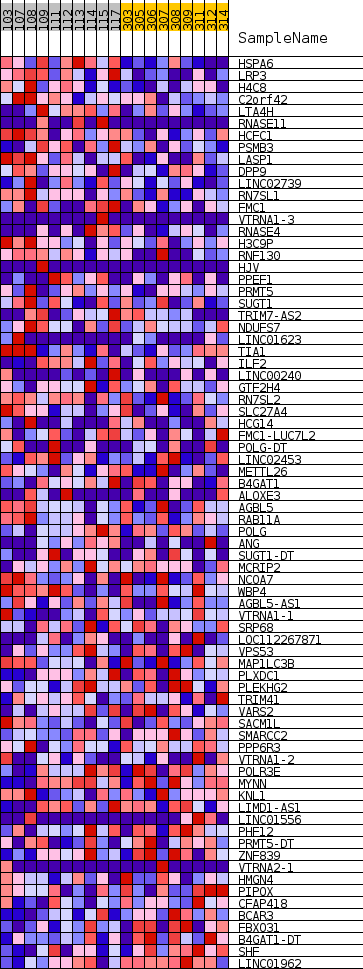 103 107 108 109 111 112 113 114 115 117 303 305 306 307 308 309 311 312 314
SampleName
HSPA6
LRP3
H4C8
C2orf42
LTA4H
RNASE11
HCFC1
PSMB3
LASP1
DPP9
LINC02739
RN7SL1
FMC1
VTRNA1-3
RNASE4
H3C9P
RNF130
HJV
PPEF1
PRMT5
SUGT1
TRIM7-AS2
NDUFS7
LINC01623
TIA1
ILF2
LINC00240
GTF2H4
RN7SL2
SLC27A4
HCG14
FMC1-LUC7L2
POLG-DT
LINC02453
METTL26
B4GAT1
ALOXE3
AGBL5
RAB11A
POLG
ANG
SUGT1-DT
MCRIP2
NCOA7
WBP4
AGBL5-AS1
VTRNA1-1
SRP68
LOC112267871
VPS53
MAP1LC3B
PLXDC1
PLEKHG2
TRIM41
VARS2
SACM1L
SMARCC2
PPP6R3
VTRNA1-2
POLR3E
MYNN
KNL1
LIMD1-AS1
LINC01556
PHF12
PRMT5-DT
ZNF839
VTRNA2-1
HMGN4
PIPOX
CFAP418
BCAR3
FBXO31
B4GAT1-DT
SHF
LINC01962